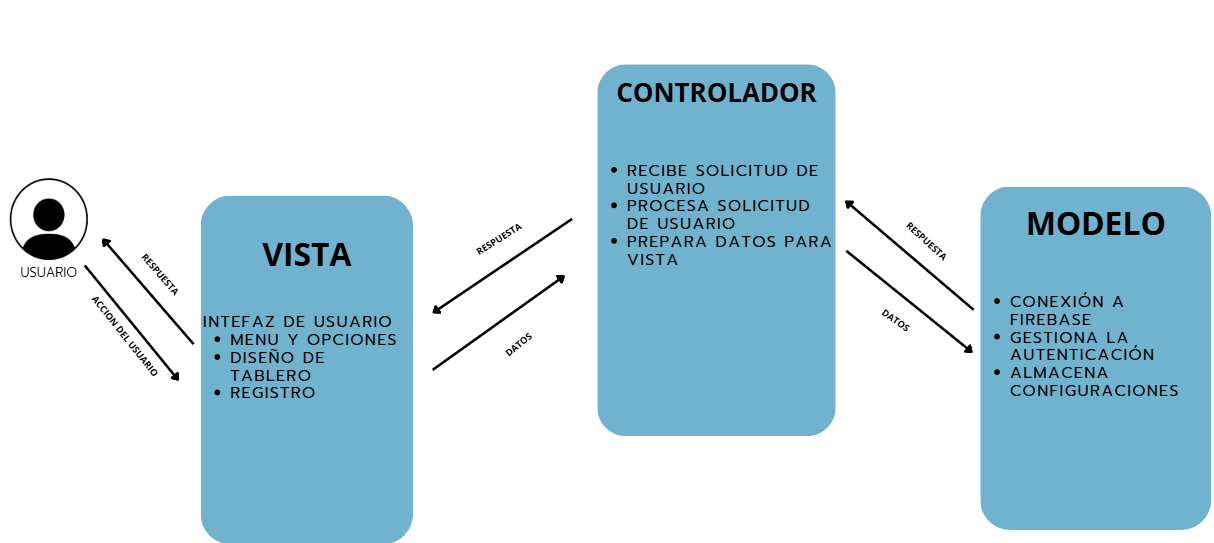 USUARIO
RESPUESTA
ACCION DEL USUARIO
VISTA
INTEFAZ DE USUARIO
• MENU Y OPCIONES
• DISEÑO DE
TABLERO
• REGISTRO
RESPUESTA
DATOS
CONTROLADOR
• RECIBE SOLICITUD DE
USUARIO
• PROCESA SOLICITUD
DE USUARIO
• PREPARA DATOS PARA
VISTA
RESPUESTA
DATOS
MODELO
• CONEXIÓN A
FIREBASE
• GESTIONA LA
AUTENTICACIÓN
• ALMACENA
CONFIGURACIONES